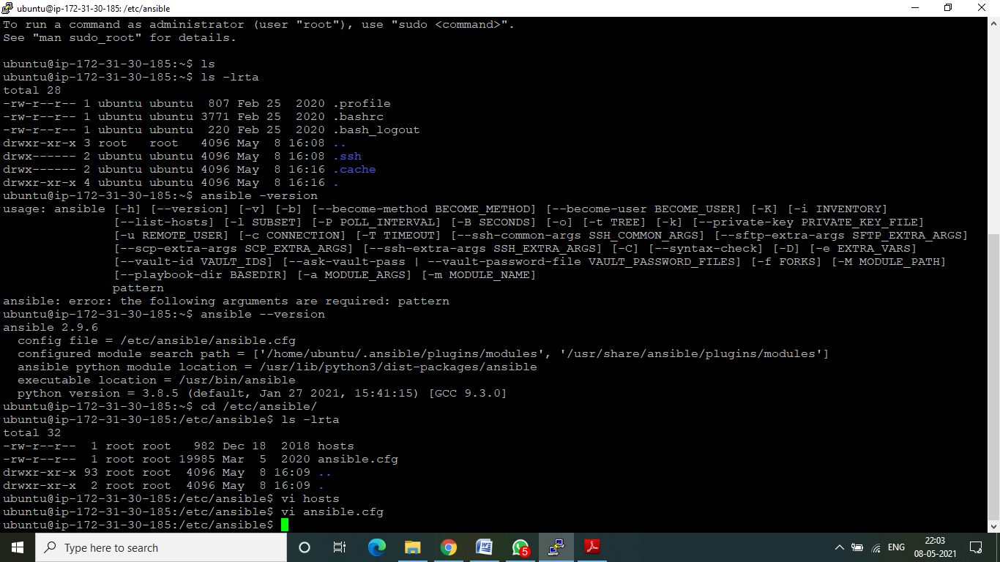 ubuntu@ip-172-31-30-185: /etc/ansible
To run a command as administrator (user "root"), use "sudo <command>".
See "man sudo_root" for details.
ubuntu@ip-172-31-30-185:~$ ls
ubuntu@ip-172-31-30-185:~$ ls -lrta
total 28
-rw-r--r-- 1 ubuntu ubuntu  807 Feb 25  2020 .profile
-rw-r--r-- 1 ubuntu ubuntu 3771 Feb 25  2020 .bashrc
-rw-r--r-- 1 ubuntu ubuntu  220 Feb 25  2020 .bash_logout
drwxr-xr-x 3 root   root   4096 May  8 16:08 ..
drwx------ 2 ubuntu ubuntu 4096 May  8 16:08 .ssh
drwx------ 2 ubuntu ubuntu 4096 May  8 16:16 .cache
drwxr-xr-x 4 ubuntu ubuntu 4096 May  8 16:16 .
ubuntu@ip-172-31-30-185:~$ ansible -version
usage: ansible [-h] [--version] [-v] [-b] [--become-method BECOME_METHOD] [--become-user BECOME_USER] [-K] [-i INVENTORY]
               [--list-hosts] [-l SUBSET] [-P POLL_INTERVAL] [-B SECONDS] [-o] [-t TREE] [-k] [--private-key PRIVATE_KEY_FILE]
               [-u REMOTE_USER] [-c CONNECTION] [-T TIMEOUT] [--ssh-common-args SSH_COMMON_ARGS] [--sftp-extra-args SFTP_EXTRA_ARGS]
               [--scp-extra-args SCP_EXTRA_ARGS] [--ssh-extra-args SSH_EXTRA_ARGS] [-C] [--syntax-check] [-D] [-e EXTRA_VARS]
               [--vault-id VAULT_IDS] [--ask-vault-pass | --vault-password-file VAULT_PASSWORD_FILES] [-f FORKS] [-M MODULE_PATH]
               [--playbook-dir BASEDIR] [-a MODULE_ARGS] [-m MODULE_NAME]
               pattern
ansible: error: the following arguments are required: pattern
ubuntu@ip-172-31-30-185:~$ ansible --version
ansible 2.9.6
  config file = /etc/ansible/ansible.cfg
  configured module search path = ['/home/ubuntu/.ansible/plugins/modules', '/usr/share/ansible/plugins/modules']
  ansible python module location = /usr/lib/python3/dist-packages/ansible
  executable location = /usr/bin/ansible
  python version = 3.8.5 (default, Jan 27 2021, 15:41:15) [GCC 9.3.0]
ubuntu@ip-172-31-30-185:~$ cd /etc/ansible/
ubuntu@ip-172-31-30-185:/etc/ansible$ ls -lrta
total 32
-rw-r--r--  1 root root   982 Dec 18  2018 hosts
-rw-r--r--  1 root root 19985 Mar  5  2020 ansible.cfg
drwxr-xr-x 93 root root  4096 May  8 16:09 ..
drwxr-xr-x  2 root root  4096 May  8 16:09 .
ubuntu@ip-172-31-30-185:/etc/ansible$ vi hosts
ubuntu@ip-172-31-30-185:/etc/ansible$ vi ansible.cfg
ubuntu@ip-172-31-30-185:/etc/ansible$
Type here to search
5
ENG
22:03
08-05-2021